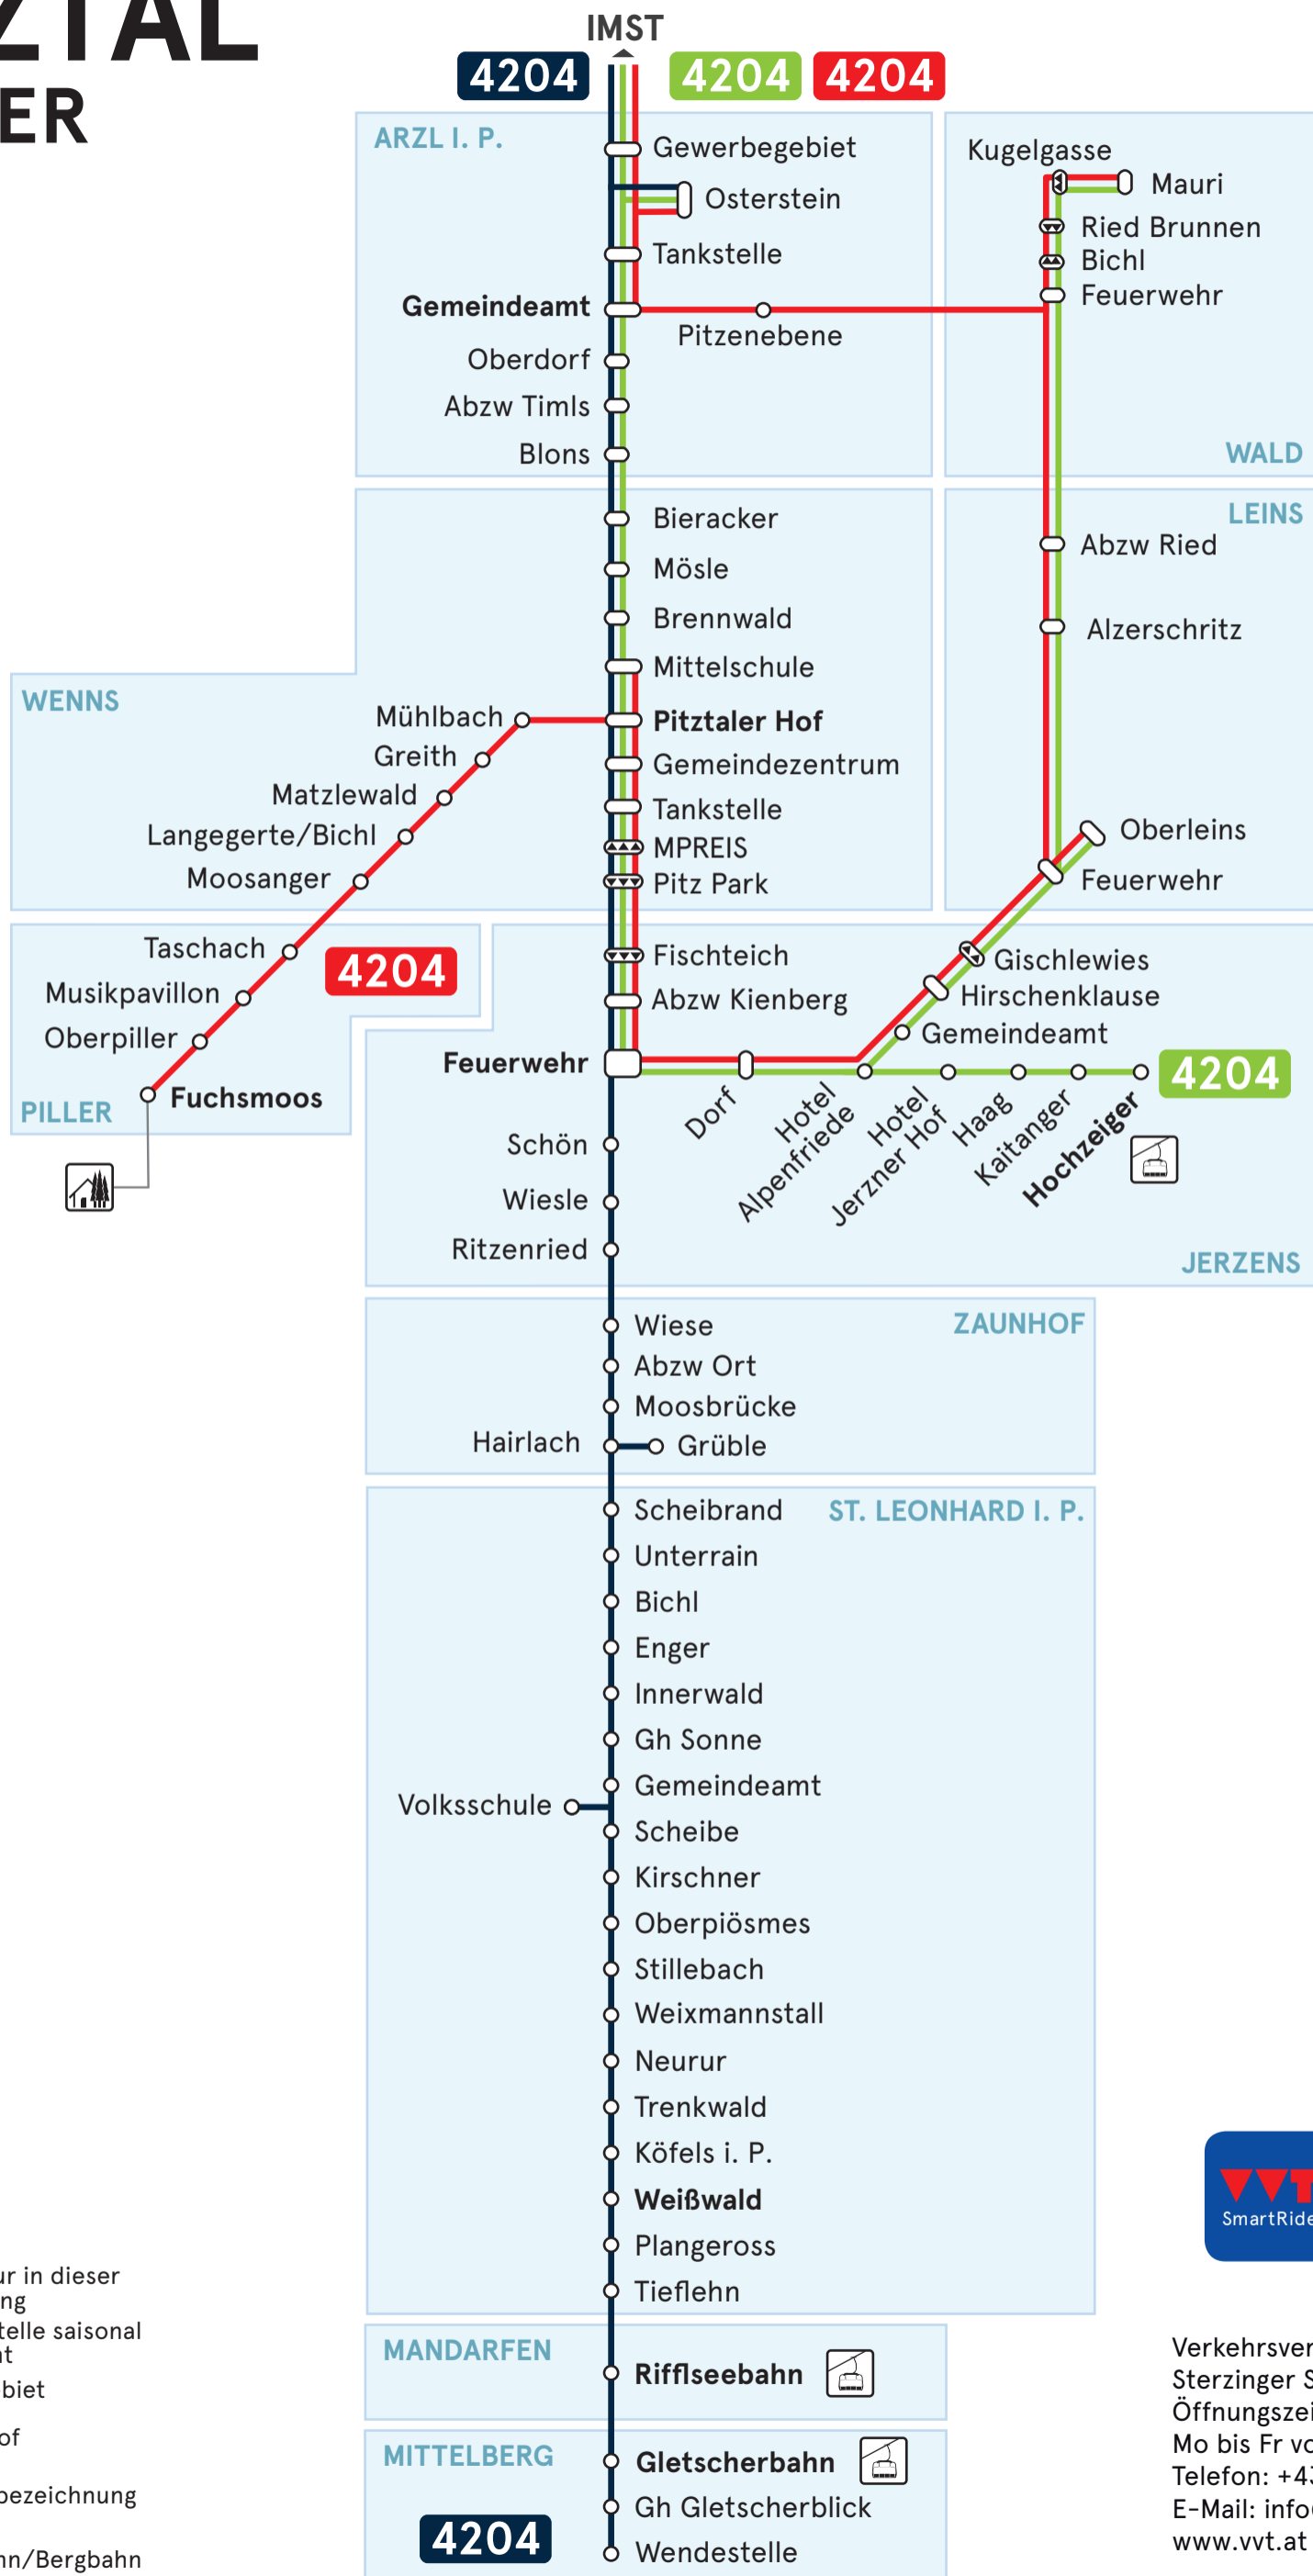 ZTAL
ER
IMST
4204
4204
4204
ARZL I. P.
Gewerbegebiet
Osterstein
Tankstelle
Gemeindeamt
Pitzenebene
Oberdorf
Abzw Timls
Blons
Kugelgasse
Mauri
Ried Brunnen
Bichl
Feuerwehr
WALD
LEINS
Abzw Ried
Alzerschritz
Oberleins
Feuerwehr
Bieracker
Mösle
Brennwald
Mittelschule
WENNS
Mühlbach
Pitztaler Hof
Greith
Gemeindezentrum
Matzlewald
Tankstelle
Langegerte/Bichl
MPREIS
Moosanger
Pitz Park
Taschach
4204
Musikpavillon
Oberpiller
Fuchsmoos
PILLER
Fischteich
Abzw Kienberg
Gischlewies
Hirschenklause
Gemeindeamt
Feuerwehr
4204
Dorf
Hotel
Alpenfriede
Hotel
Jerzner Hof
Haag
Kaitanger
Hochzeiger
Schön
Wiesle
Ritzenried
JERZENS
Wiese
ZAUNHOF
Abzw Ort
Moosbrücke
Hairlach
Grüble
Scheibrand
ST. LEONHARD I. P.
Unterrain
Bichl
Enger
Innerwald
Gh Sonne
Gemeindeamt
Volksschule
Scheibe
Kirschner
Oberpiösmes
Stillebach
Weixmannstall
Neurur
Trenkwald
Köfels i. P.
Weißwald
Plangeross
Tieflehn
MANDARFEN
Rifflseebahn
MITTELBERG
Gletscherbahn
Gh Gletscherblick
4204
Wendestelle
ur in dieser
ng
telle saisonal
nt
biet
of
bezeichnung
hn/Bergbahn
VVT
SmartRide
Verkehrsver
Sterzinger S
Öffnungszei
Mo bis Fr vo
Telefon: +43
E-Mail: info
www.vvt.at